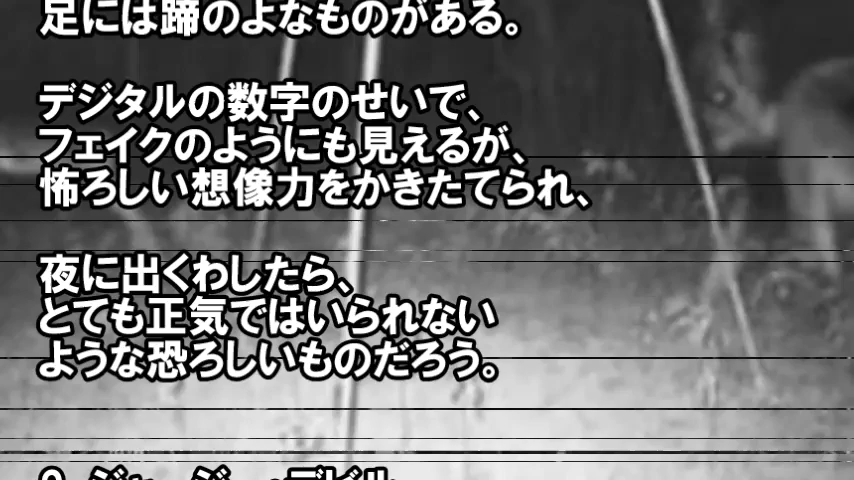 足には蹄のよなものがある。
デジタルの数字のせいで、
フェイクのようにも見えるが、
怖ろしい想像力をかきたてられ、
夜に出くわしたら、
とても正気ではいられない
ような恐ろしいものだろう。